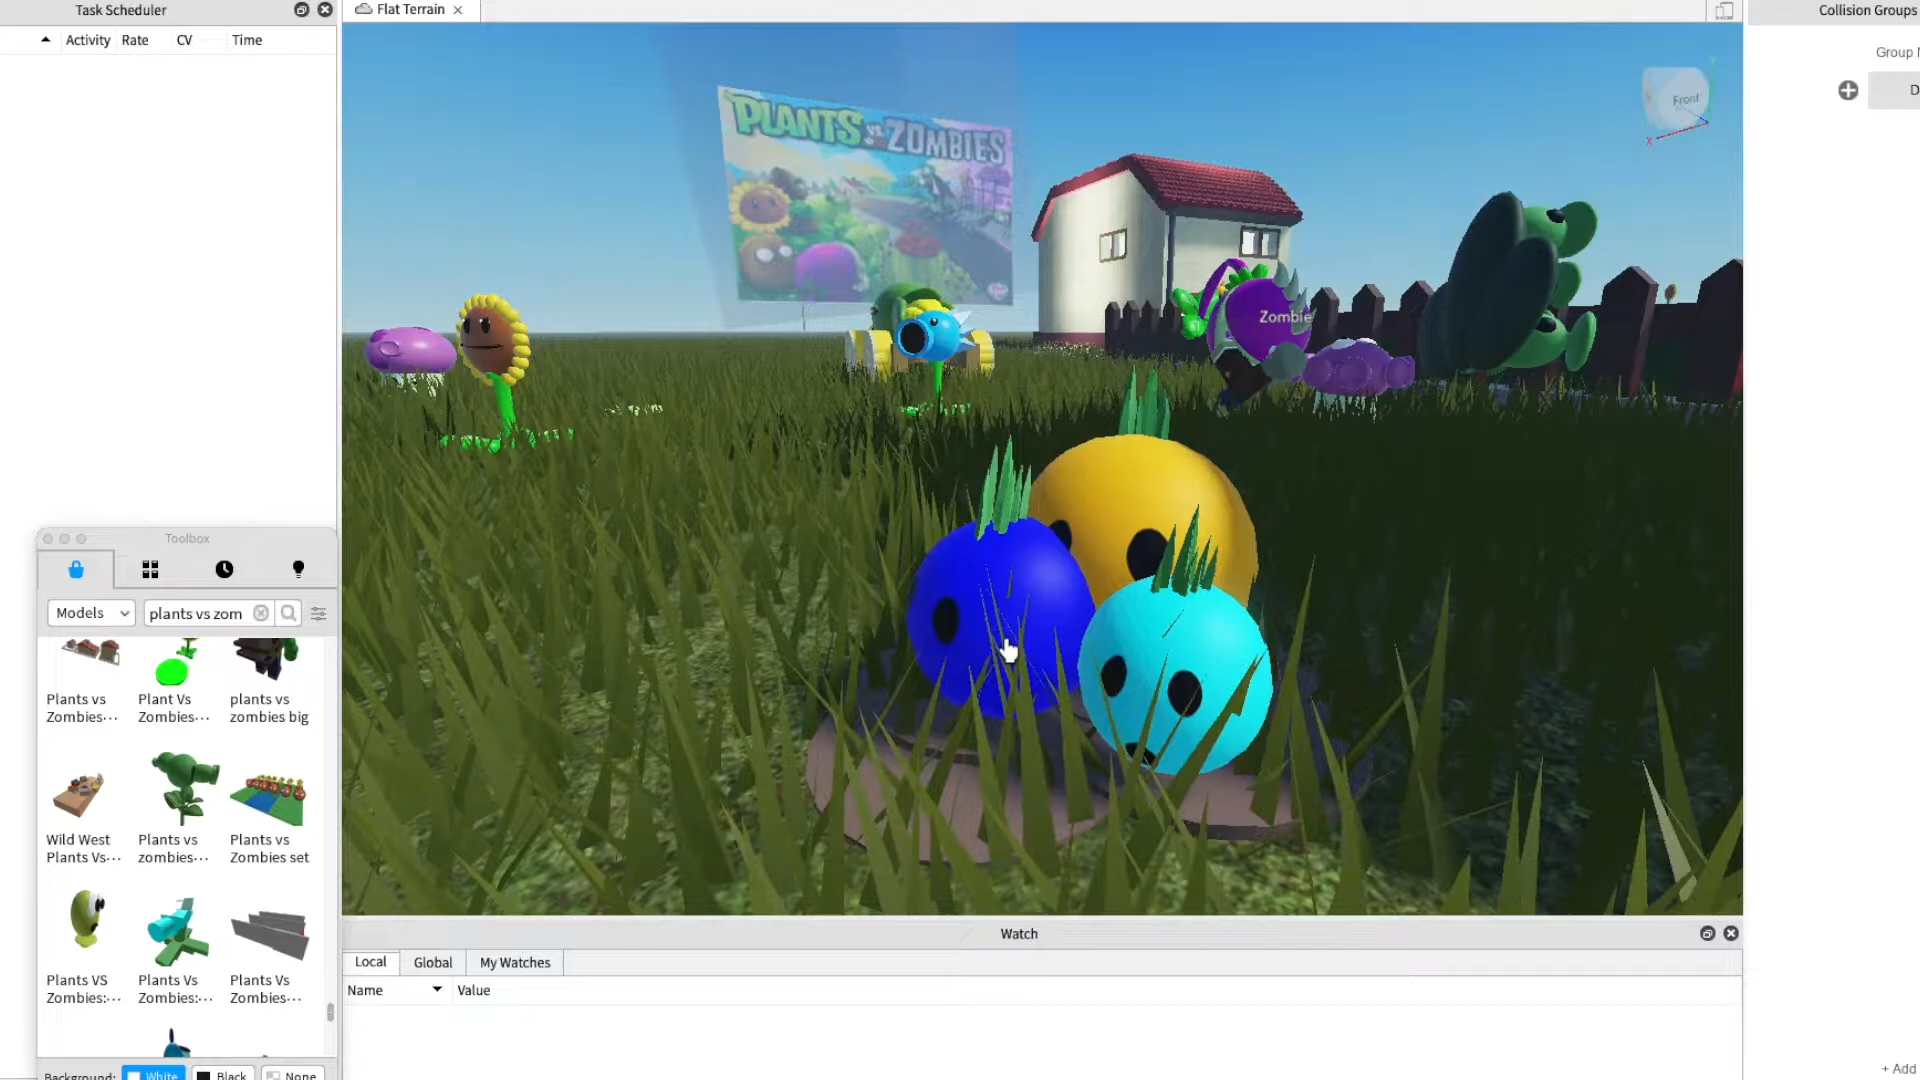 Task Scheduler
Flat Terrain
Collision Groups
Activity Rate CV Time
Group
PLANTS vs. ZOMBIES
Front
X
Zombie
Toolbox
Models
plants vs zom
Plants vs
Zombies...
Plant Vs
Zombies...
plants vs
zombies big
Wild West
Plants Vs...
Plants vs
zombies...
Plants vs
Zombies set
Plants VS
Zombies:...
Plants Vs
Zombies:...
Plants Vs
Zombies...
Background: White Black None
Watch
Local Global My Watches
Name Value
+ Add